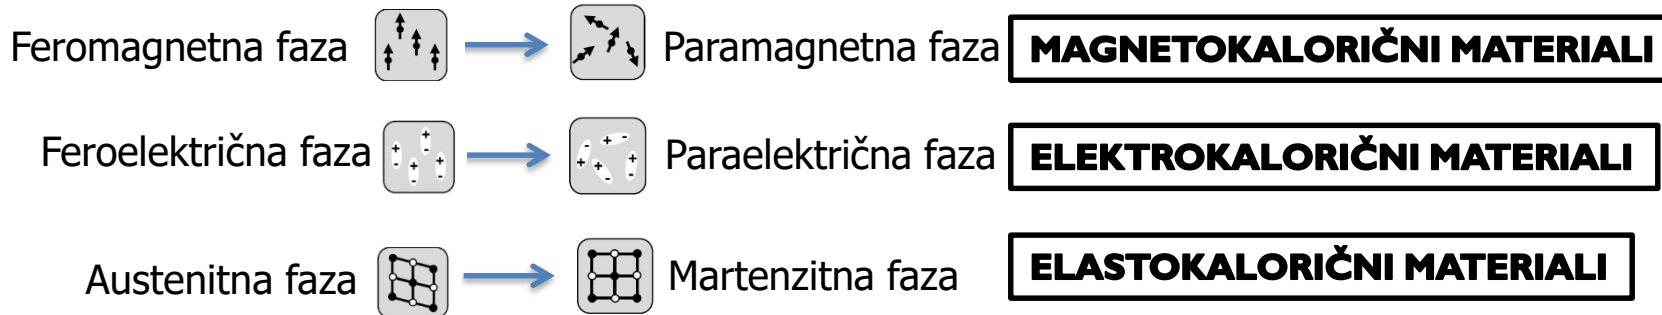 Feromagnetna faza Paramagnetna faza MAGNETOKALORIČNI MATERIALI
Feroelektrična faza + - + - + - + - + - + - + - + - Paraelektrična faza ELEKTROKALORIČNI MATERIALI
Austenitna faza Martenzitna faza ELASTOKALORIČNI MATERIALI